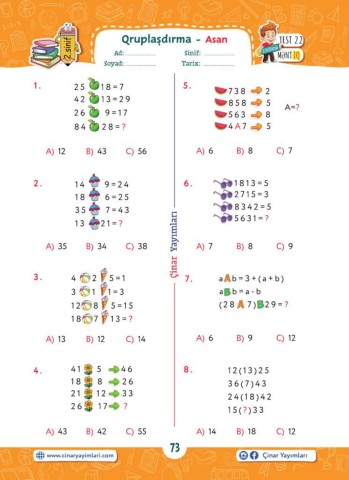 2.sinif
Qruplaşdırma - Asan
TEST 22
MƏNTİQ
Ad: ............... Sinif: ...............
Soyad: ............... Tarix: ...............
1.
25 18 = 7
42 13 = 29
26 9 = 17
84 28 = ?
A) 12 B) 43 C) 56
2.
14 9 = 24
18 6 = 25
35 7 = 43
13 21 = ?
A) 35 B) 34 C) 38
3.
4 2 5 = 1
3 1 1 = 3
12 8 5 = 15
18 7 13 = ?
A) 13 B) 12 C) 14
4.
41 5 46
18 8 26
21 12 33
26 17 ?
A) 43 B) 42 C) 55
Çinar Yayımları
5.
738 2
858 5
563 8
4A7 5
A=?
A) 6 B) 8 C) 7
6.
1813 = 5
2715 = 3
8342 = 5
5631 = ?
A) 7 B) 8 C) 9
7.
a A b = 3 + (a + b)
a B b = a - b
(28 A 7) B 29 = ?
A) 6 B) 9 C) 12
8.
12 (13) 25
36 (7) 43
24 (18) 42
15 (?) 33
A) 14 B) 18 C) 12
www.cinaryayimlari.com
73
Çinar Yayımları